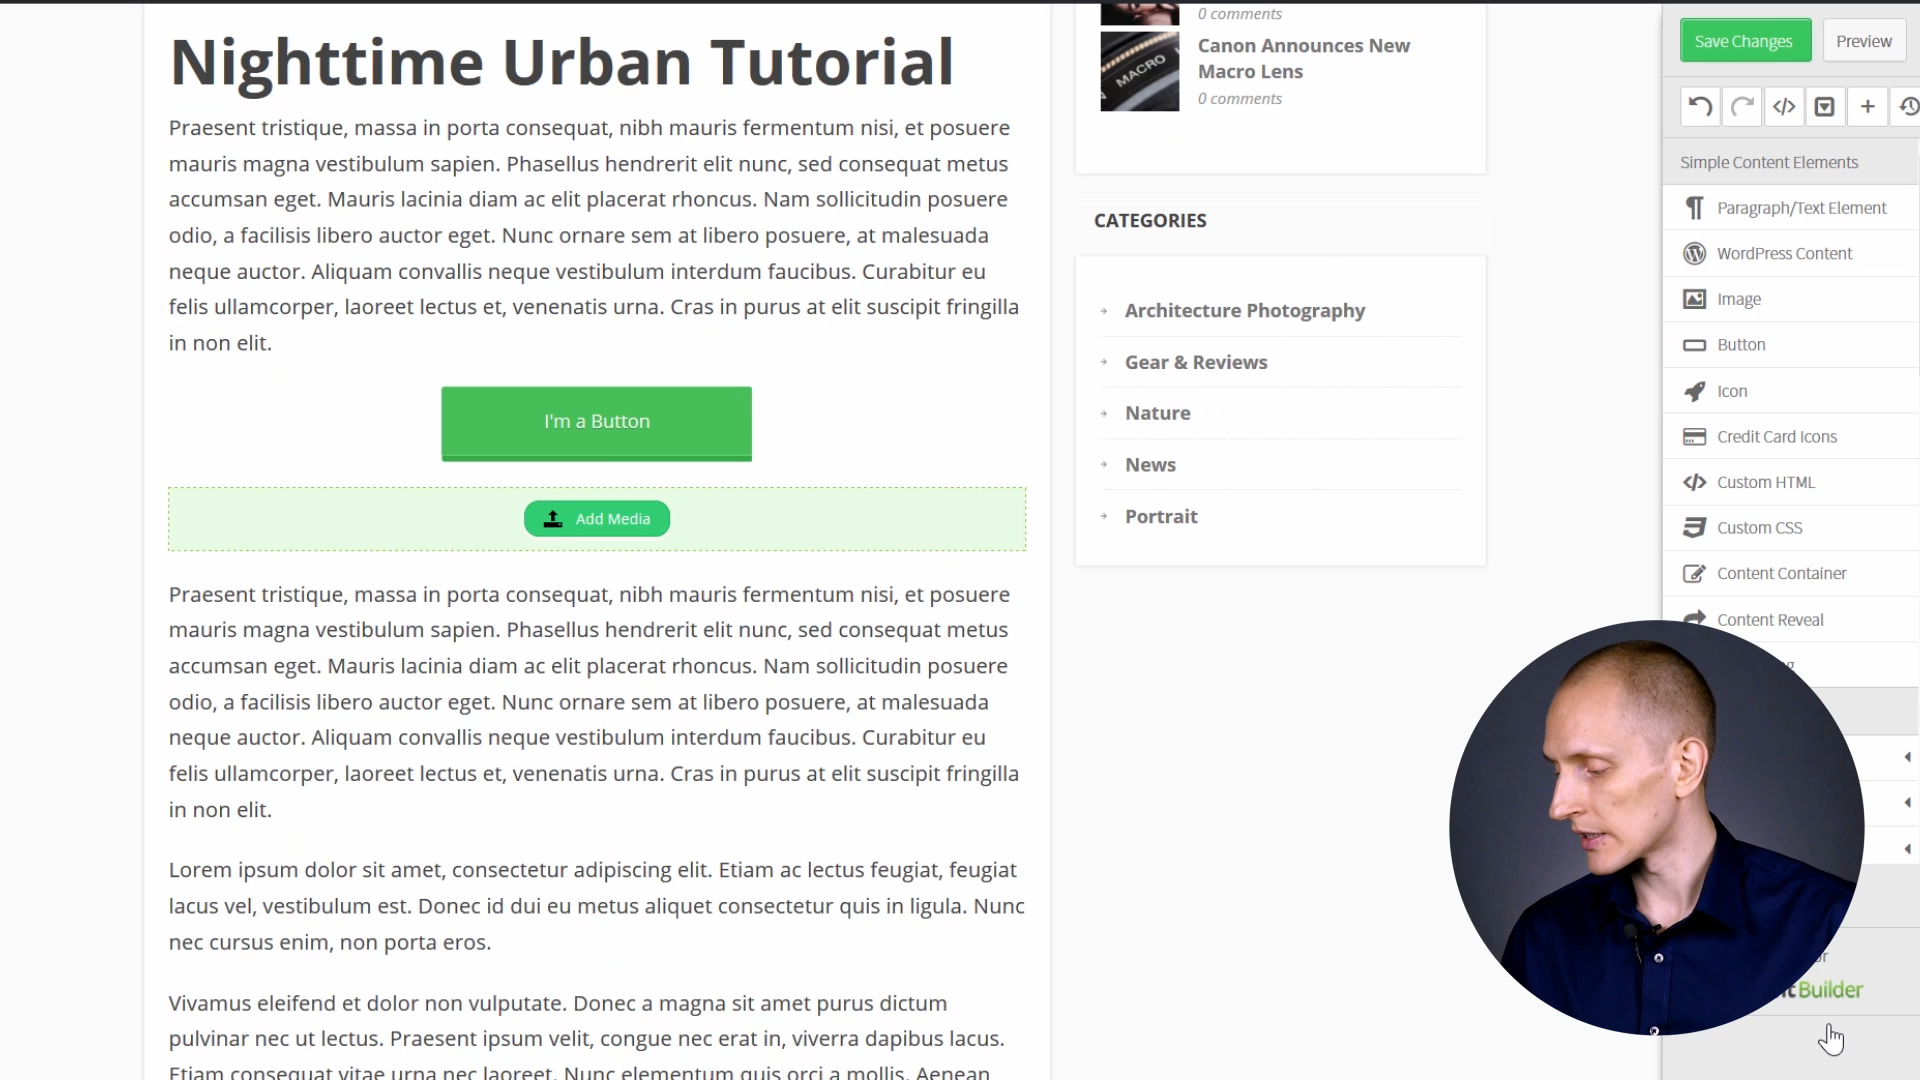 Nighttime Urban Tutorial
Praesent tristique, massa in porta consequat, nibh mauris fermentum nisi, et posuere
mauris magna vestibulum sapien. Phasellus hendrerit elit nunc, sed consequat metus
accumsan eget. Mauris lacinia diam ac elit placerat rhoncus. Nam sollicitudin posuere
odio, a facilisis libero auctor eget. Nunc ornare sem at libero posuere, at malesuada
neque auctor. Aliquam convallis neque vestibulum interdum faucibus. Curabitur eu
felis ullamcorper, laoreet lectus et, venenatis urna. Cras in purus at elit suscipit fringilla
in non elit.
I'm a Button
Add Media
Praesent tristique, massa in porta consequat, nibh mauris fermentum nisi, et posuere
mauris magna vestibulum sapien. Phasellus hendrerit elit nunc, sed consequat metus
accumsan eget. Mauris lacinia diam ac elit placerat rhoncus. Nam sollicitudin posuere
odio, a facilisis libero auctor eget. Nunc ornare sem at libero posuere, at malesuada
neque auctor. Aliquam convallis neque vestibulum interdum faucibus. Curabitur eu
felis ullamcorper, laoreet lectus et, venenatis urna. Cras in purus at elit suscipit fringilla
in non elit.
Lorem ipsum dolor sit amet, consectetur adipiscing elit. Etiam ac lectus feugiat, feugiat
lacus vel, vestibulum est. Donec id dui eu metus aliquet consectetur quis in ligula. Nunc
nec cursus enim, non porta eros.
Vivamus eleifend et dolor non vulputate. Donec a magna sit amet purus dictum
pulvinar nec ut lectus. Praesent ipsum velit, congue nec erat in, viverra dapibus lacus.
Etiam consequat vitae urna nec laoreet. Nunc elementum quis orci a mollis. Aenean
0 comments
MACRO
Canon Announces New
Macro Lens
0 comments
CATEGORIES
Architecture Photography
Gear & Reviews
Nature
News
Portrait
Save Changes
Preview
Simple Content Elements
Paragraph/Text Element
WordPress Content
Image
Button
Icon
Credit Card Icons
Custom HTML
Custom CSS
Content Container
Content Reveal
Builder